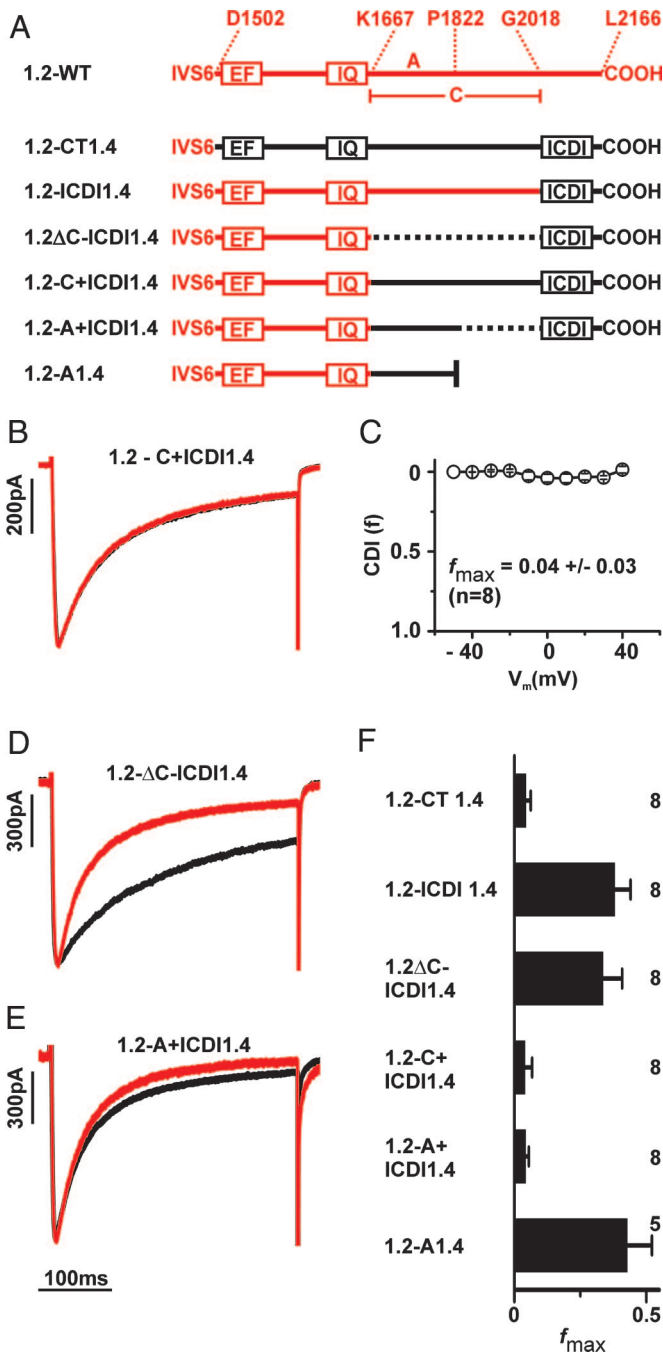 A
D1502 K1667 P1822 G2018 L2166
1.2-WT IVS6 EF IQ A COOH
C
1.2-CT1.4 IVS6 EF IQ ICDI COOH
1.2-ICDI1.4 IVS6 EF IQ ICDI COOH
1.2ΔC-ICDI1.4 IVS6 EF IQ ICDI COOH
1.2-C+ICDI1.4 IVS6 EF IQ ICDI COOH
1.2-A+ICDI1.4 IVS6 EF IQ ICDI COOH
1.2-A1.4 IVS6 EF IQ
B
1.2 - C+ICDI1.4
200pA
C
CDI (f)
0
0.5
1.0
fmax = 0.04 +/- 0.03
(n=8)
- 40 0 40
Vm(mV)
D
1.2-ΔC-ICDI1.4
300pA
E
1.2-A+ICDI1.4
300pA
100ms
F
1.2-CT 1.4 8
1.2-ICDI 1.4 8
1.2ΔC-
ICDI1.4 8
1.2-C+
ICDI1.4 8
1.2-A+
ICDI1.4 8
1.2-A1.4 5
0 0.5
fmax